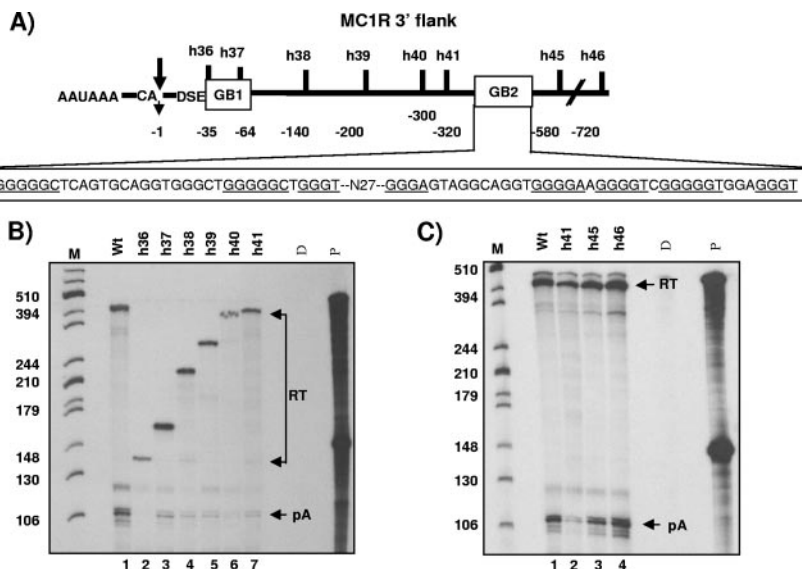 A)
MC1R 3' flank
h36 h37 h38 h39 h40 h41 h45 h46
AAUAAA CA DSE GB1 GB2
-1 -35 -64 -140 -200 -300 -320 -580 -720
GGGGGCTCAGTGCAGGTGGGCTGGGGGCTGGGT--N27--GGGAGTAGGCAGGTGGGGAAGGGGTCGGGGGTGGAGGGT
B)
M Wt h36 h37 h38 h39 h40 h41 D P
510
394
244
210
179
148
130
106
RT
pA
1 2 3 4 5 6 7
C)
M Wt h41 h45 h46 D P
510
394
244
210
179
148
130
106
RT
pA
1 2 3 4